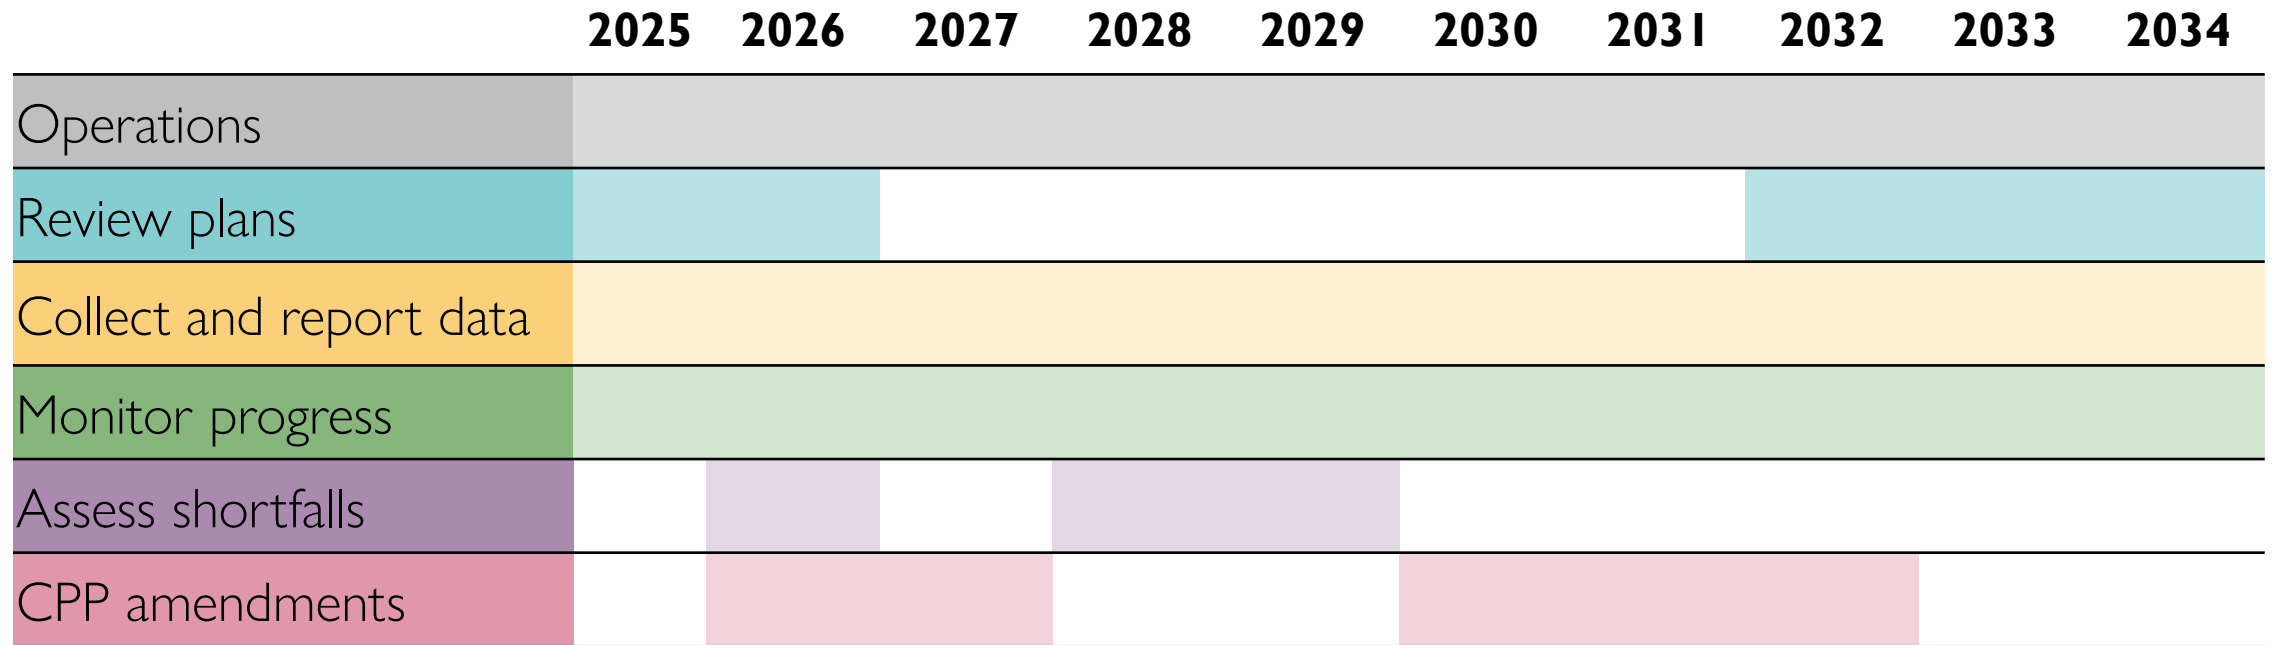 2025 2026 2027 2028 2029 2030 2031 2032 2033 2034
Operations
Review plans
Collect and report data
Monitor progress
Assess shortfalls
CPP amendments